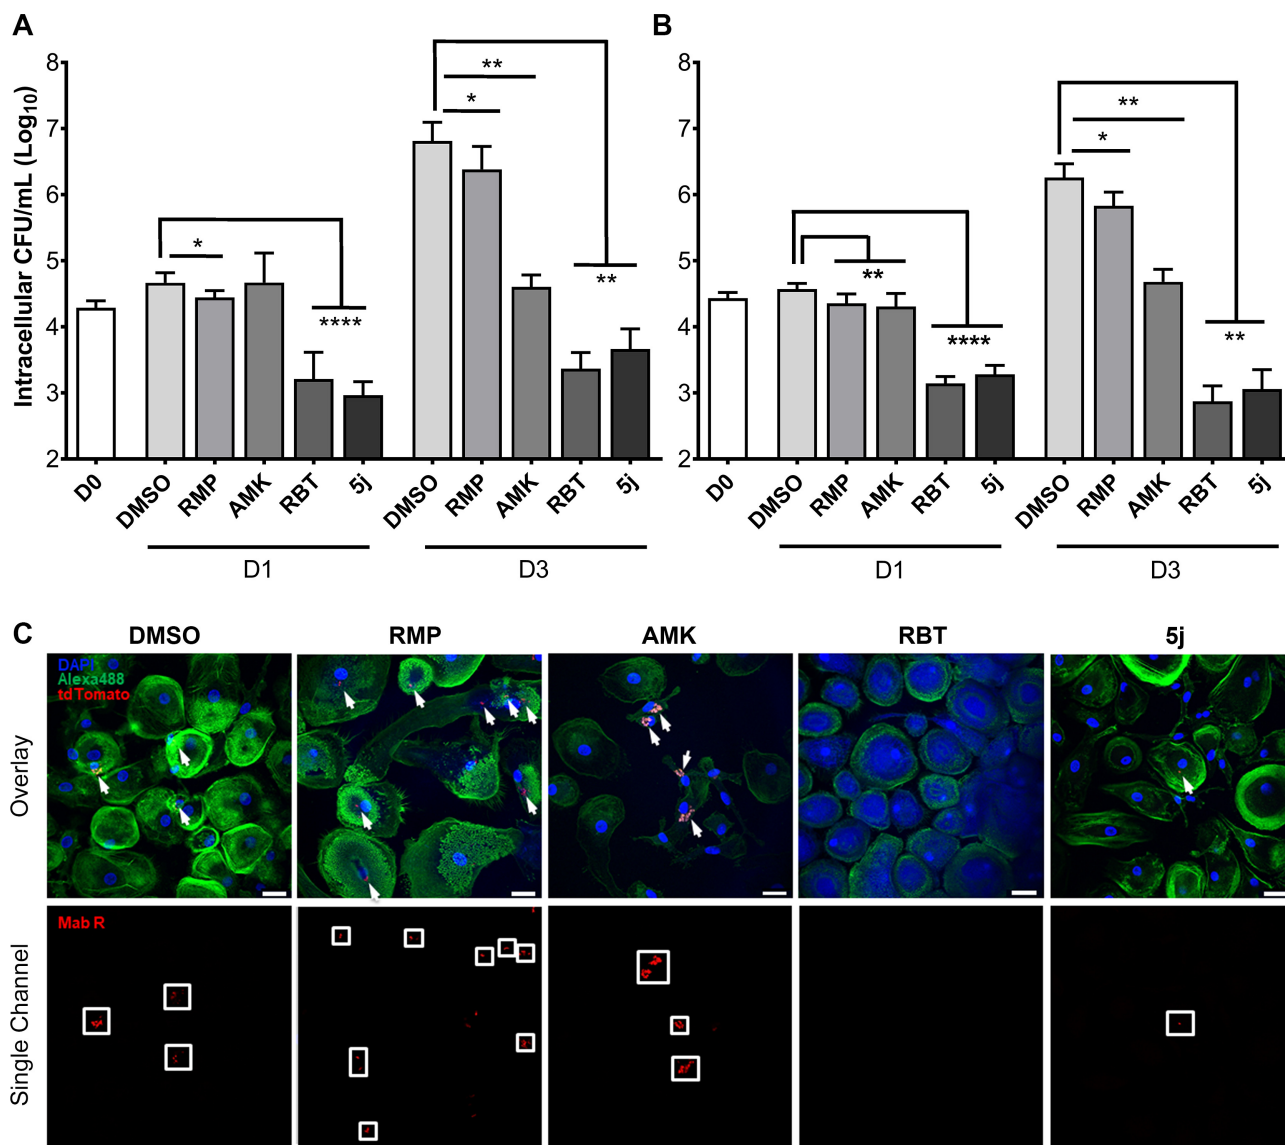 A
B
Intracellular CFU/mL (Log10)
8
7
6
5
4
3
2
*
****
*
**
**
D0
DMSO
RMP
AMK
RBT
5j
DMSO
RMP
AMK
RBT
5j
D1
D3
8
7
6
5
4
3
2
**
****
*
**
**
D0
DMSO
RMP
AMK
RBT
5j
DMSO
RMP
AMK
RBT
5j
D1
D3
C
DMSO
RMP
AMK
RBT
5j
Overlay
DAPI
Alexa488
tdTomato
Single Channel
Mab R